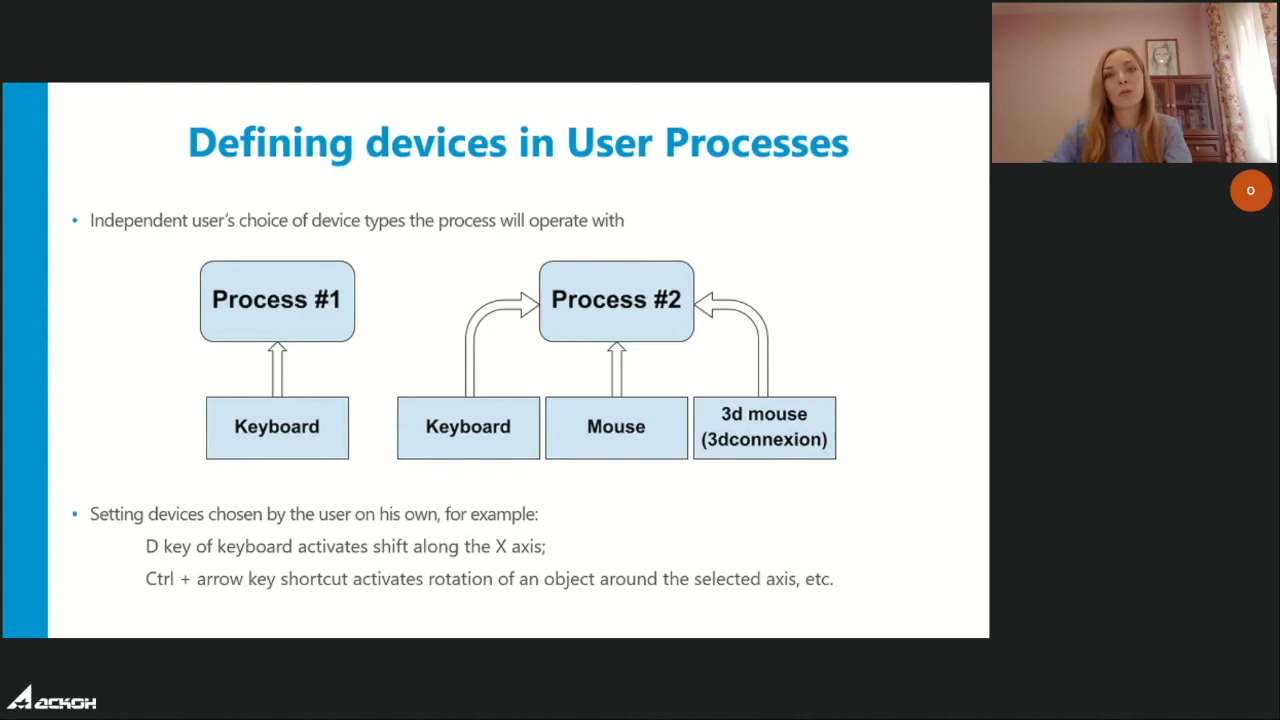 Defining devices in User Processes
• Independent user's choice of device types the process will operate with
Process #1
Process #2
Keyboard
Keyboard
Mouse
3d mouse
(3dconnexion)
• Setting devices chosen by the user on his own, for example:
D key of keyboard activates shift along the X axis;
Ctrl + arrow key shortcut activates rotation of an object around the selected axis, etc.
O
АСКОН